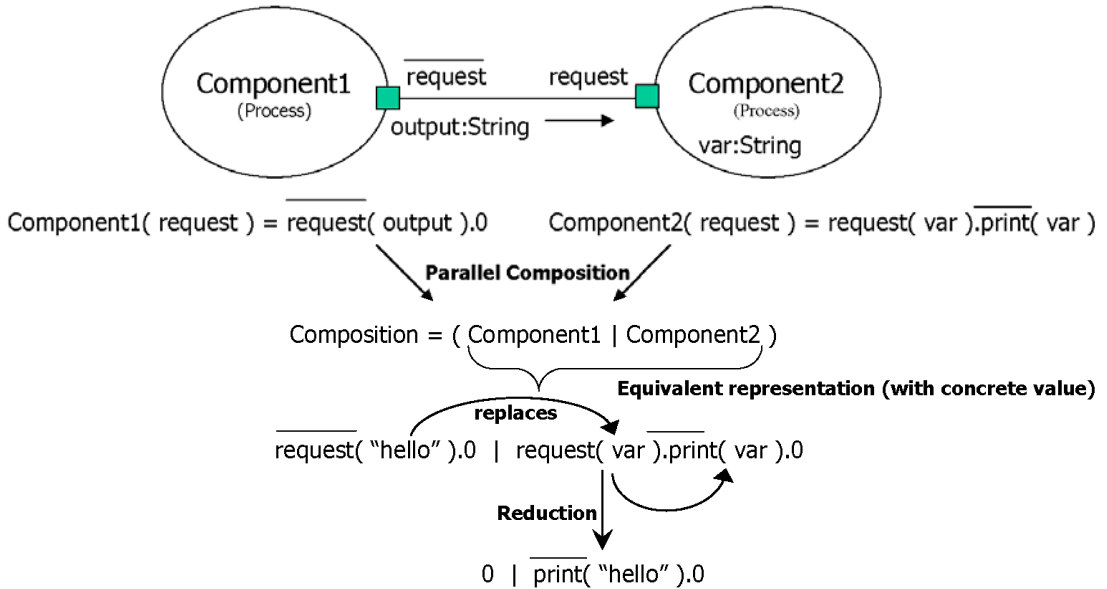 Component1
(Process)
request
request
Component2
(Process)
output:String
var:String
Component1( request ) = request( output ).0
Component2( request ) = request( var ).print( var )
Parallel Composition
Composition = ( Component1 | Component2 )
Equivalent representation (with concrete value)
replaces
request( “hello” ).0 | request( var ).print( var ).0
Reduction
0 | print( “hello” ).0